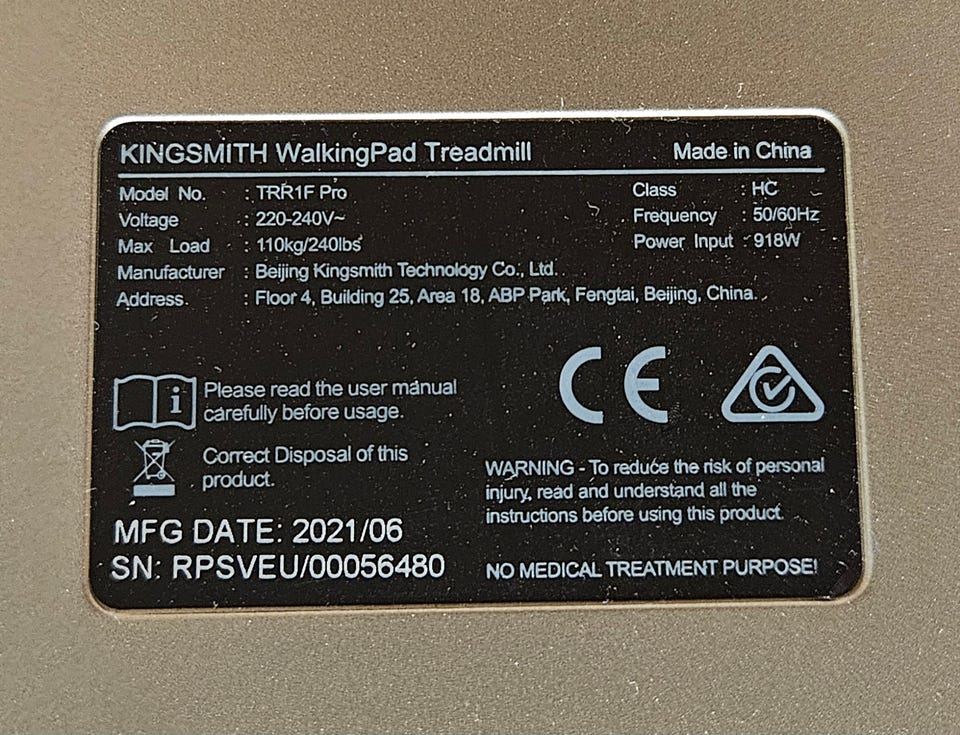 KINGSMITH WalkingPad Treadmill Made in China
Model No. : TRR1F Pro Class : HC
Voltage : 220-240V~ Frequency : 50/60Hz
Max Load : 110kg/240lbs Power Input : 918W
Manufacturer : Beijing Kingsmith Technology Co., Ltd.
Address. : Floor 4, Building 25, Area 18, ABP Park, Fengtai, Beijing, China.
Please read the user manual
carefully before usage.
CE
Correct Disposal of this
product.
WARNING - To reduce the risk of personal
injury, read and understand all the
instructions before using this product.
MFG DATE: 2021/06
SN: RPSVEU/00056480
NO MEDICAL TREATMENT PURPOSE!